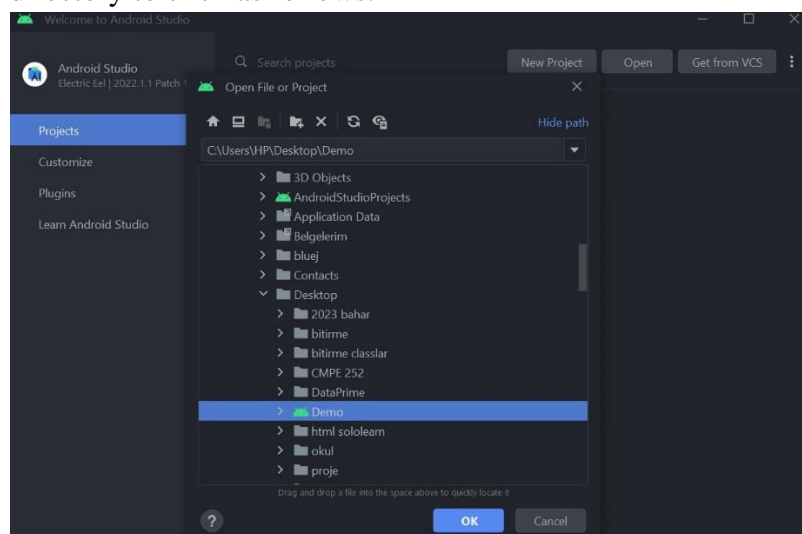 Welcome to Android Studio
Android Studio
Electric Eel | 2022.1.1 Patch 1
Search projects
New Project
Open
Get from VCS
Projects
Customize
Plugins
Learn Android Studio
Open File or Project
Hide path
C:\Users\HP\Desktop\Demo
3D Objects
AndroidStudioProjects
Application Data
Belgelerim
bluej
Contacts
Desktop
2023 bahar
bitirme
bitirme classlar
CMPE 252
DataPrime
Demo
html sololearn
okul
proje
Drag and drop a file into the space above to quickly locate it
?
OK
Cancel